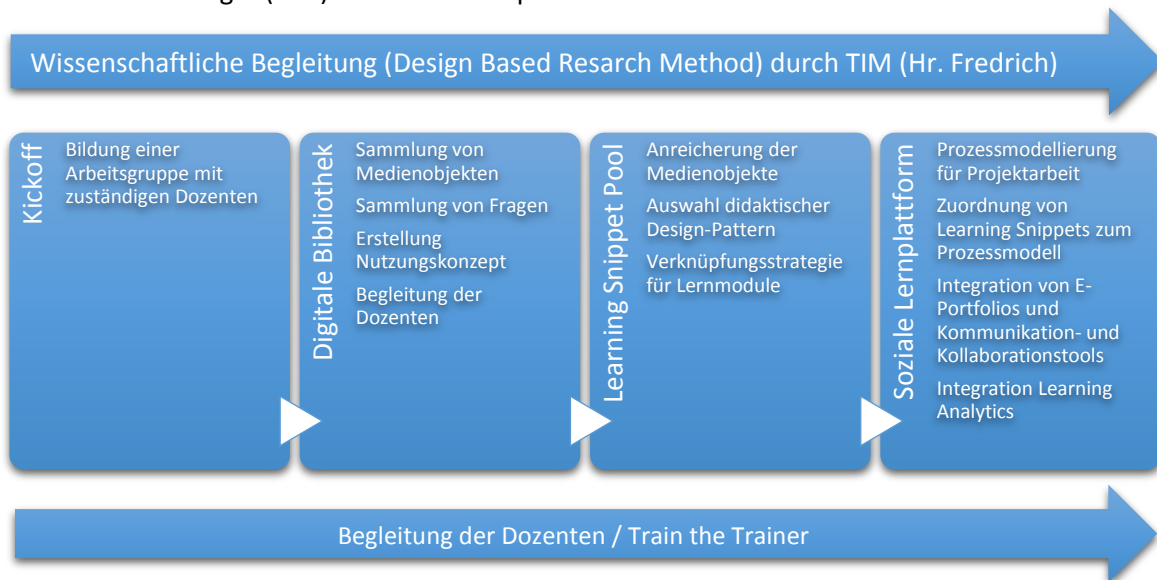 Wissenschaftliche Begleitung (Design Based Resarch Method) durch TIM (Hr. Fredrich)
Kickoff
Bildung einer
Arbeitsgruppe mit
zuständigen Dozenten
Digitale Bibliothek
Sammlung von
Medienobjekten
Sammlung von Fragen
Erstellung
Nutzungskonzept
Begleitung der
Dozenten
Learning Snippet Pool
Anreicherung der
Medienobjekte
Auswahl didaktischer
Design-Pattern
Verknüpfungsstrategie
für Lernmodule
Soziale Lernplattform
Prozessmodellierung
für Projektarbeit
Zuordnung von
Learning Snippets zum
Prozessmodell
Integration von E-
Portfolios und
Kommunikation- und
Kollaborationstools
Integration Learning
Analytics
Begleitung der Dozenten / Train the Trainer